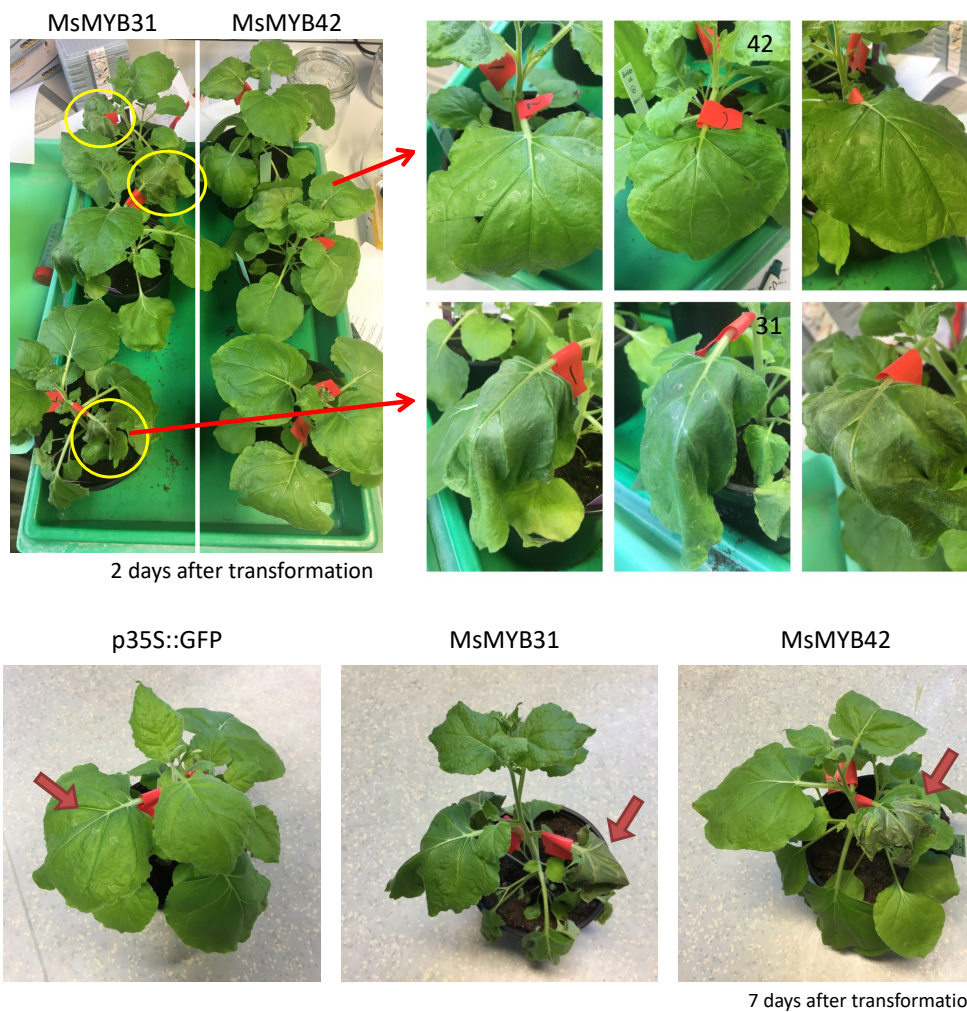 MsMYB31 MsMYB42
42
31
2 days after transformation
p35S::GFP MsMYB31 MsMYB42
7 days after transformatio